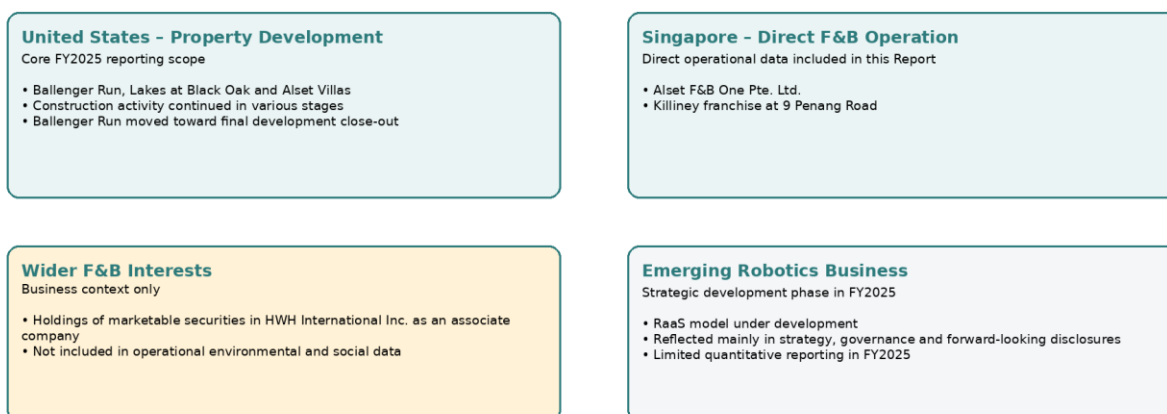 United States – Property Development
Core FY2025 reporting scope
• Ballenger Run, Lakes at Black Oak and Alset Villas
• Construction activity continued in various stages
• Ballenger Run moved toward final development close-out
Singapore – Direct F&B Operation
Direct operational data included in this Report
• Alset F&B One Pte. Ltd.
• Killiney franchise at 9 Penang Road
Wider F&B Interests
Business context only
• Holdings of marketable securities in HWH International Inc. as an associate
company
• Not included in operational environmental and social data
Emerging Robotics Business
Strategic development phase in FY2025
• RaaS model under development
• Reflected mainly in strategy, governance and forward-looking disclosures
• Limited quantitative reporting in FY2025